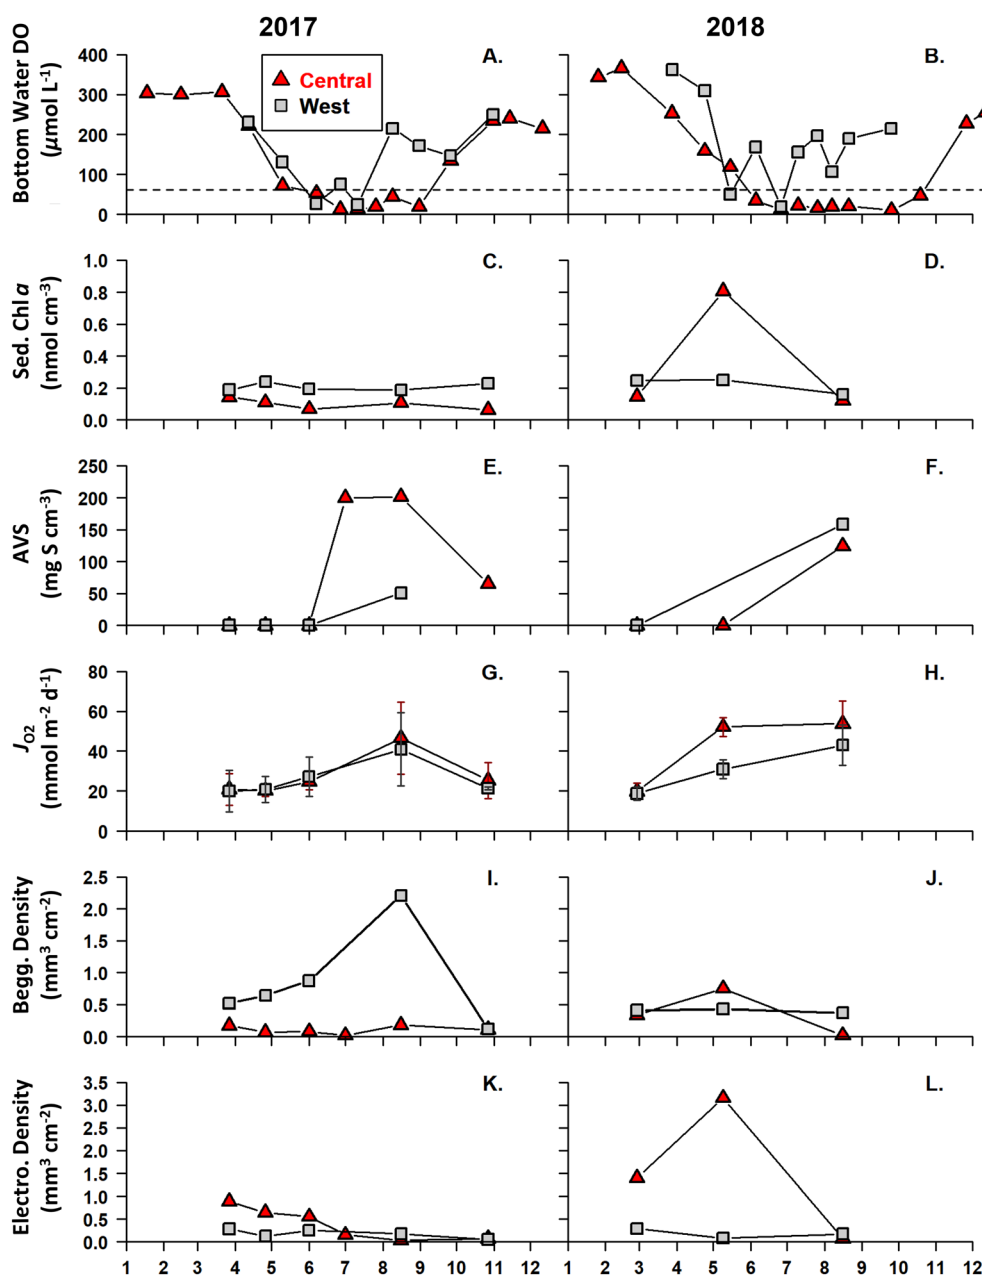 2017
2018
Bottom Water DO
(µmol L-1)
400
300
200
100
0
Central
West
A.
B.
Sed. Chl a
(nmol cm-3)
1.0
0.8
0.6
0.4
0.2
0.0
C.
D.
AVS
(mg S cm-3)
250
200
150
100
50
0
E.
F.
JO2
(mmol m-2 d-1)
80
60
40
20
0
G.
H.
Begg. Density
(mm3 cm-2)
2.5
2.0
1.5
1.0
0.5
0.0
I.
J.
Electro. Density
(mm3 cm-2)
3.5
3.0
2.5
2.0
1.5
1.0
0.5
0.0
K.
L.
1 2 3 4 5 6 7 8 9 10 11 12
1 2 3 4 5 6 7 8 9 10 11 12